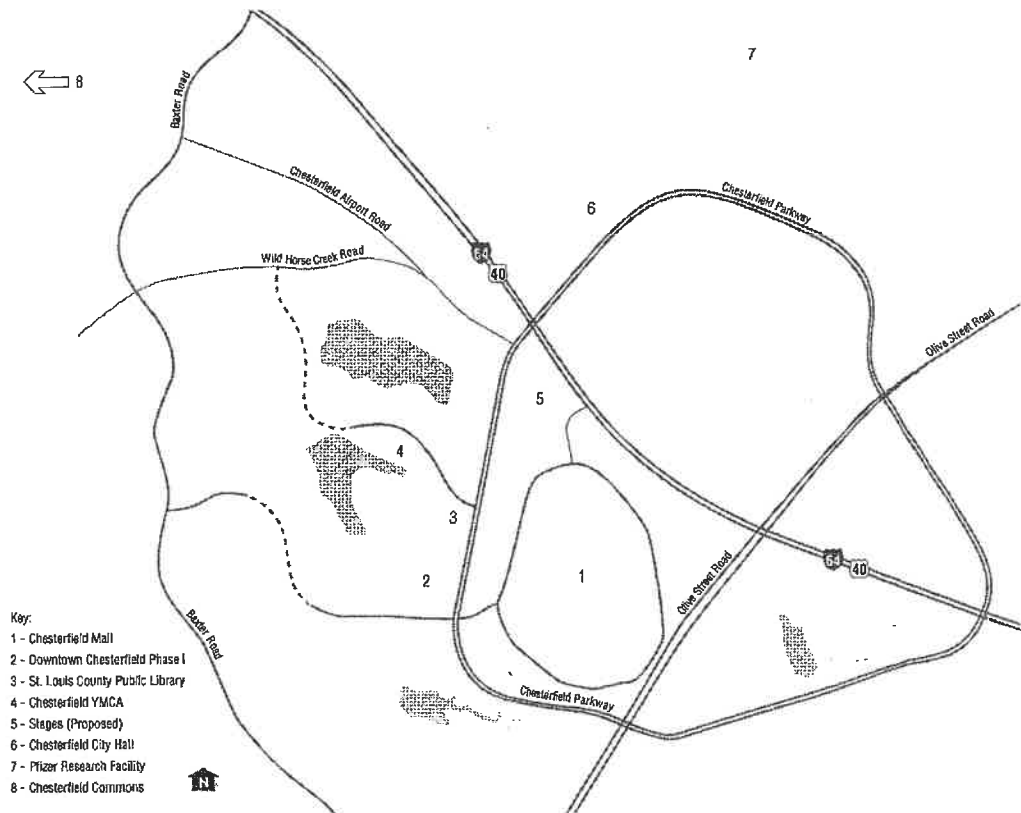 7
8
Baxter Road
Chesterfield Airport Road
6
Chesterfield Parkway
Wild Horse Creek Road
64
40
Olive Street Road
5
4
3
64
40
2
1
Olive Street Road
Baxter Road
Chesterfield Parkway
Key:
1 - Chesterfield Mall
2 - Downtown Chesterfield Phase I
3 - St. Louis County Public Library
4 - Chesterfield YMCA
5 - Stages (Proposed)
6 - Chesterfield City Hall
7 - Pfizer Research Facility
8 - Chesterfield Commons
N